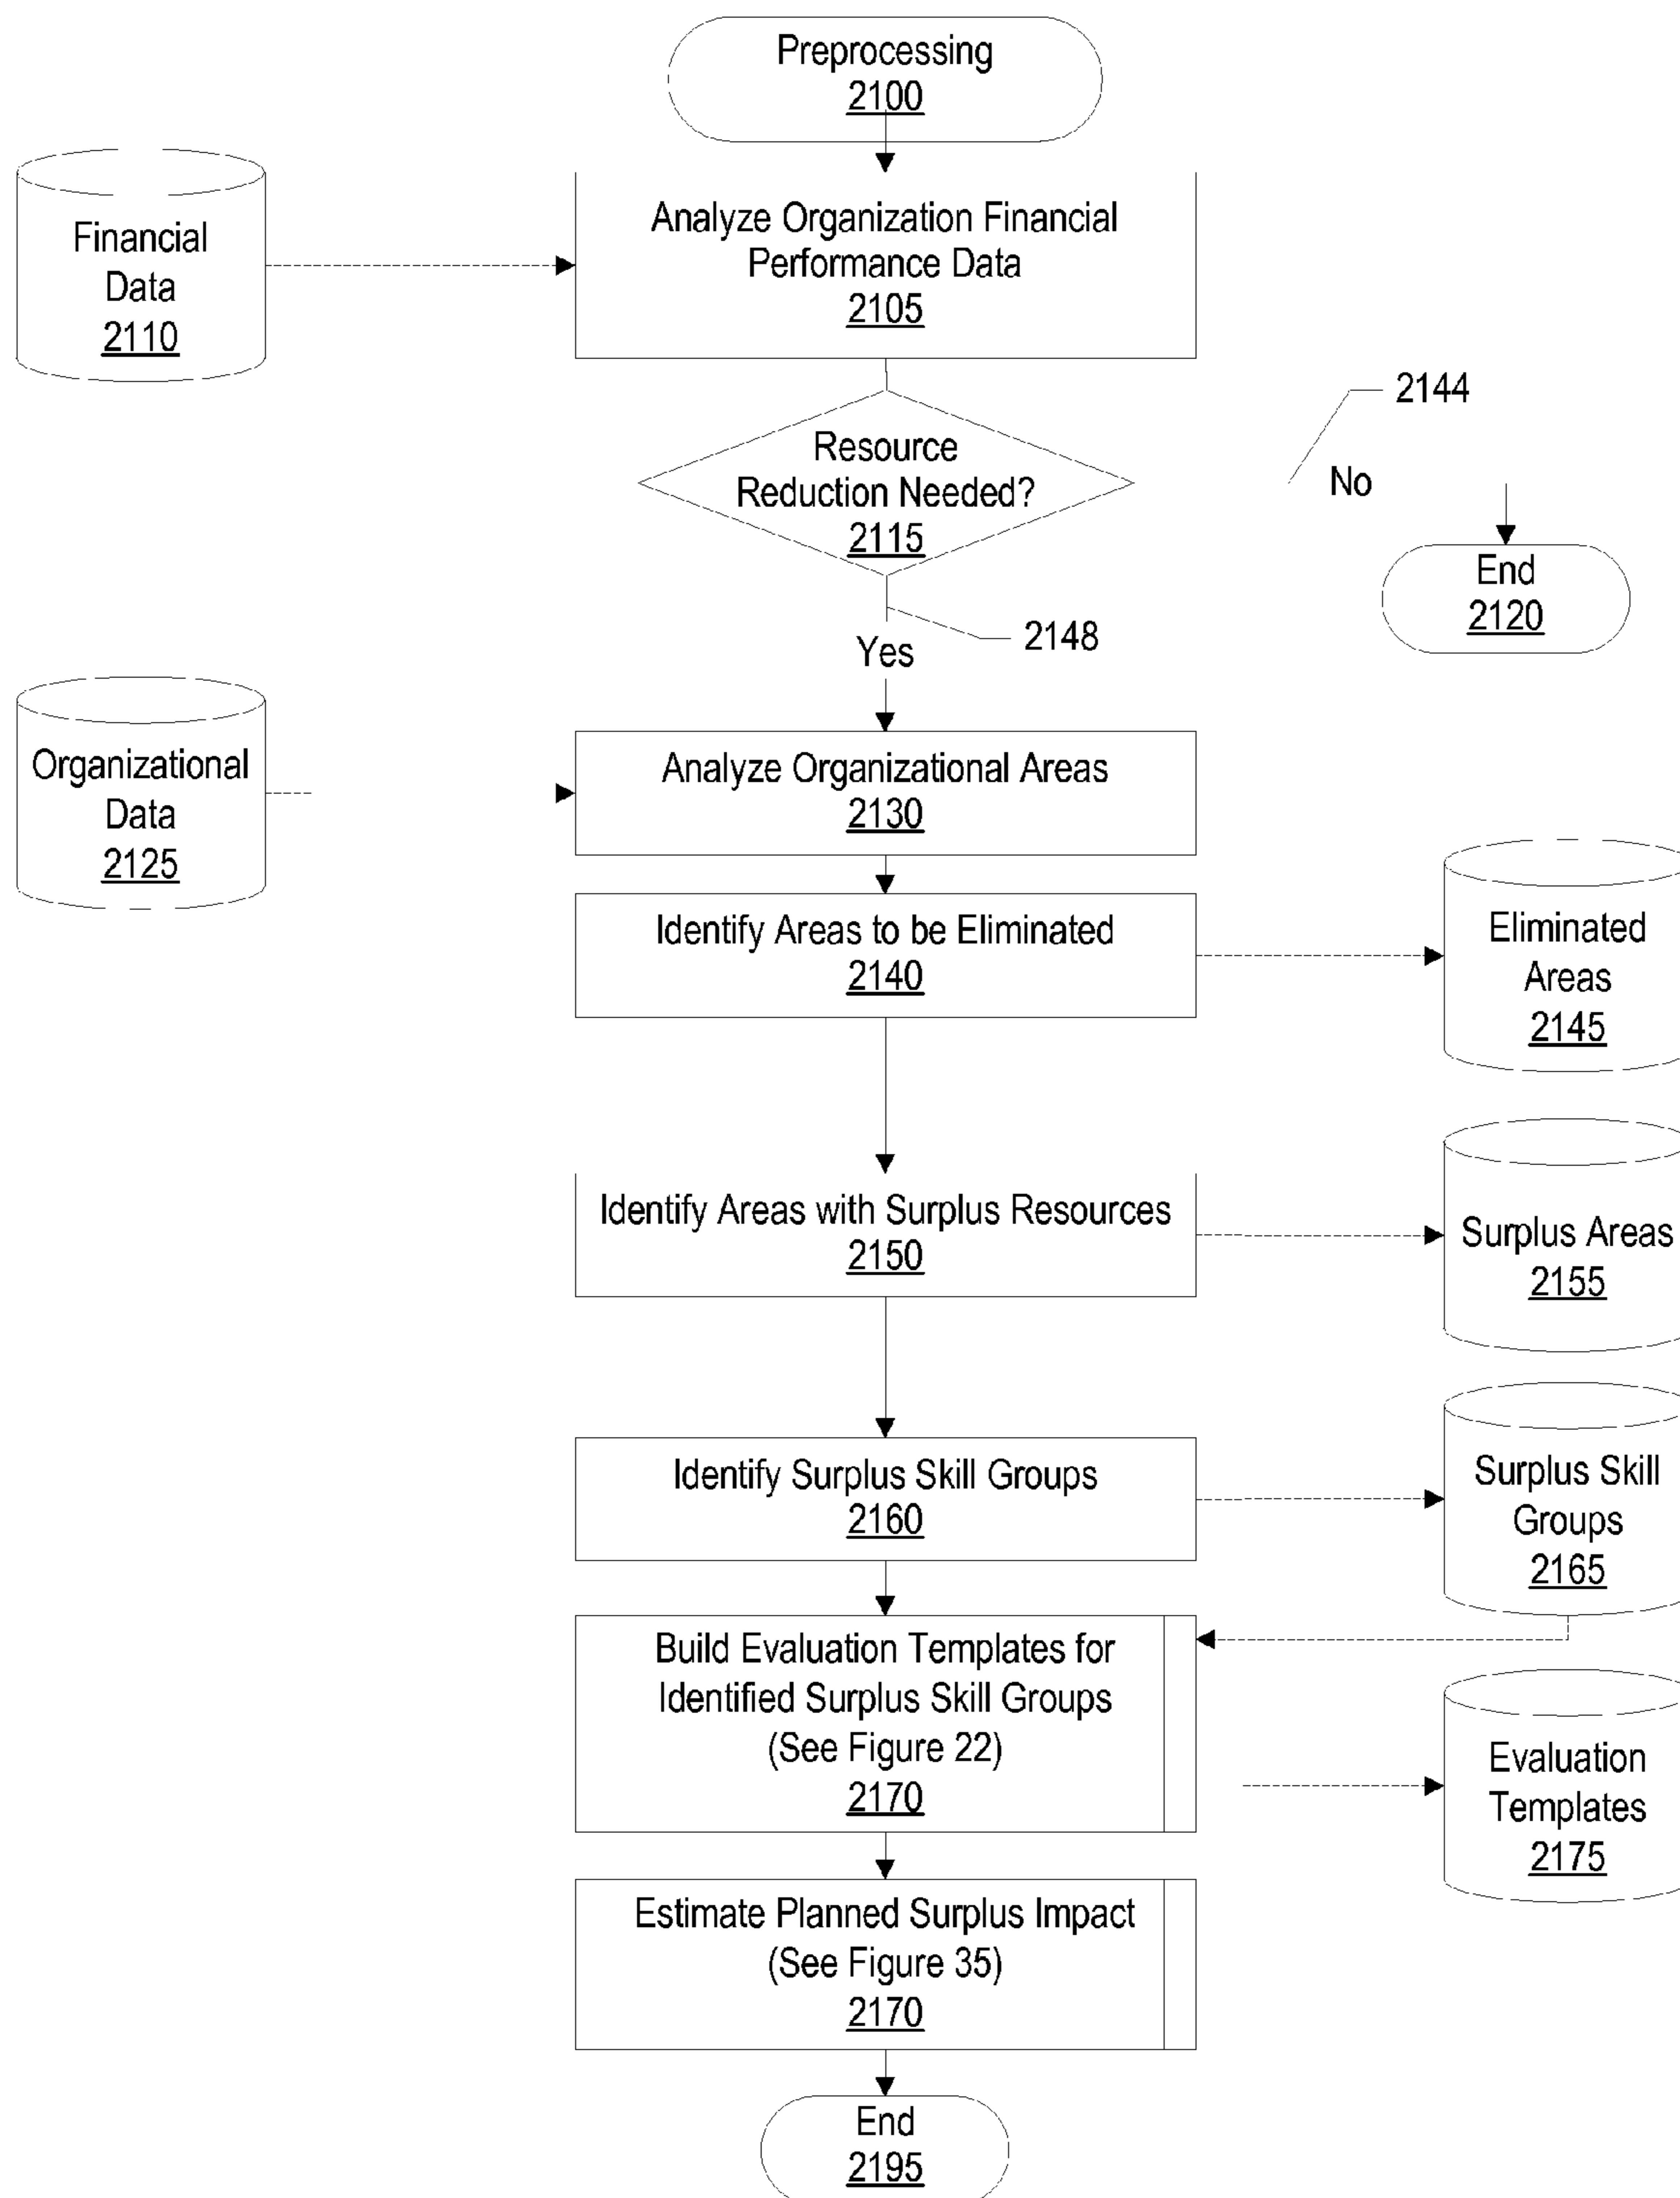 Preprocessing
2100
Financial
Data
2110
Analyze Organization Financial
Performance Data
2105
2144
Resource
Reduction Needed?
2115
No
End
2120
2148
Yes
Organizational
Data
2125
Analyze Organizational Areas
2130
Identify Areas to be Eliminated
2140
Eliminated
Areas
2145
Identify Areas with Surplus Resources
2150
Surplus Areas
2155
Identify Surplus Skill Groups
2160
Surplus Skill
Groups
2165
Build Evaluation Templates for
Identified Surplus Skill Groups
(See Figure 22)
2170
Evaluation
Templates
2175
Estimate Planned Surplus Impact
(See Figure 35)
2170
End
2195